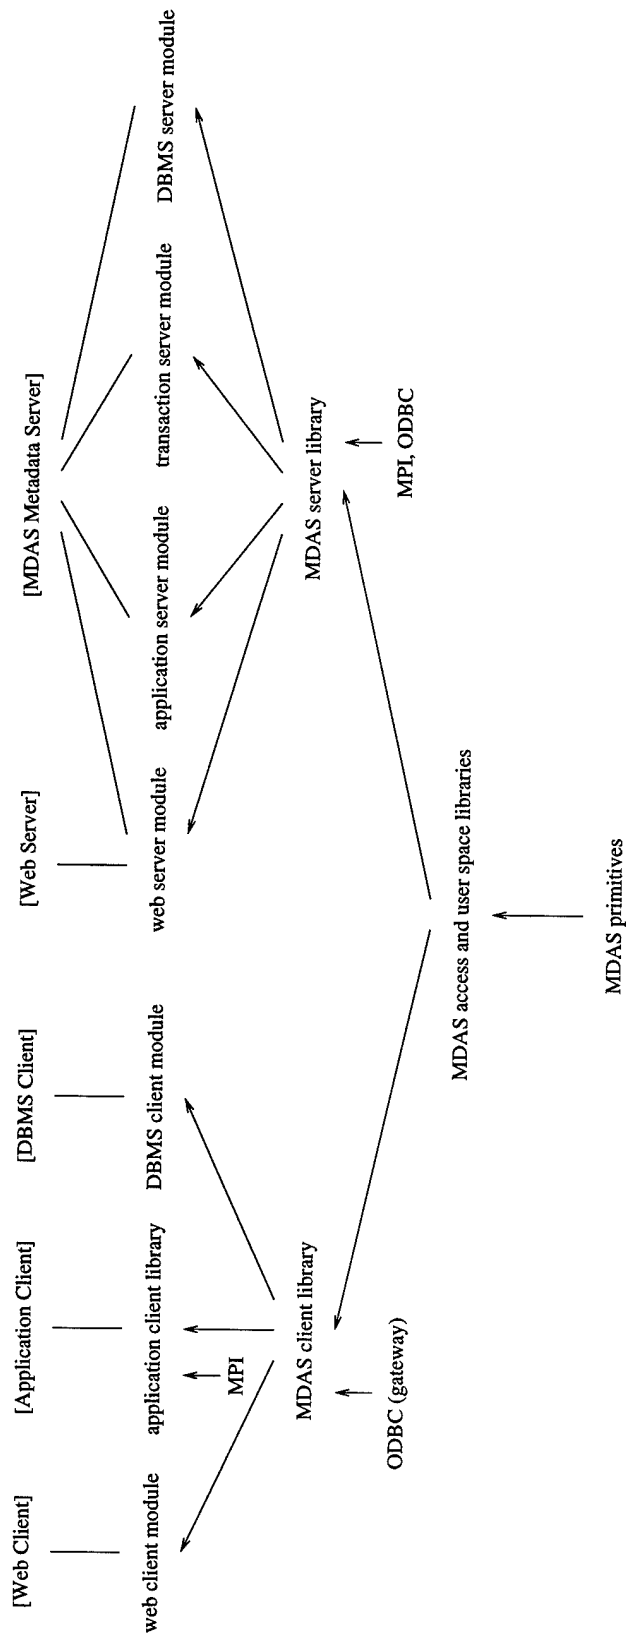 [Web Client]
[Application Client]
[DBMS Client]
[Web Server]
[MDAS Metadata Server]
web client module
application client library
DBMS client module
web server module
application server module
transaction server module
DBMS server module
MPI
MDAS client library
MDAS server library
ODBC (gateway)
MPI, ODBC
MDAS access and user space libraries
MDAS primitives